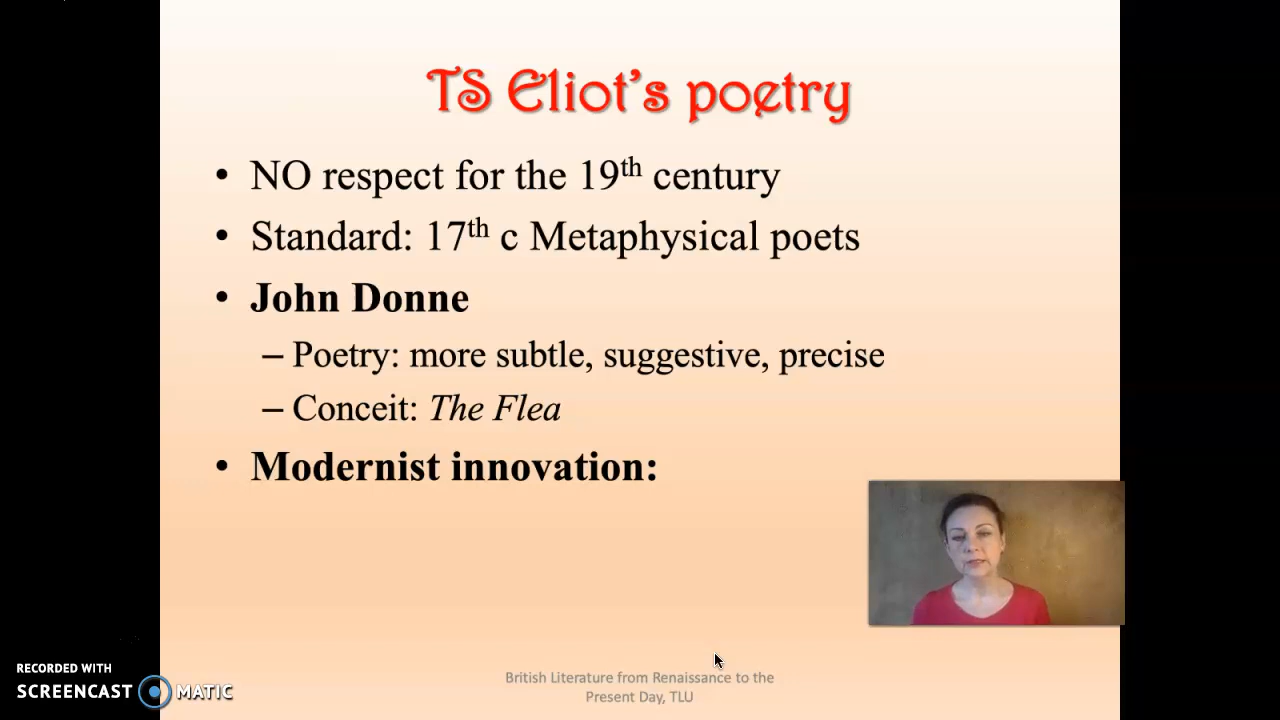 TS Eliot's poetry
• NO respect for the 19th century
• Standard: 17th c Metaphysical poets
• John Donne
– Poetry: more subtle, suggestive, precise
– Conceit: The Flea
• Modernist innovation:
British Literature from Renaissance to the
Present Day, TLU
RECORDED WITH
SCREENCAST MATIC